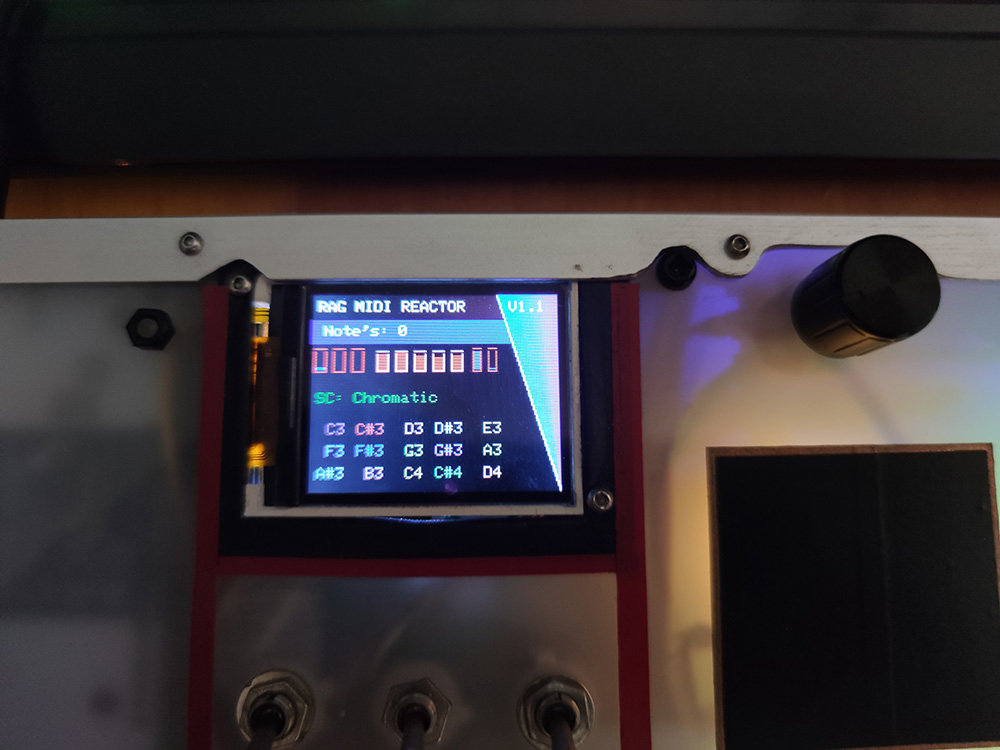 RAG MIDI REACTOR V1.1
Note's: 0
SC: Chromatic
C3 C#3 D3 D#3 E3
F3 F#3 G3 G#3 A3
A#3 B3 C4 C#4 D4